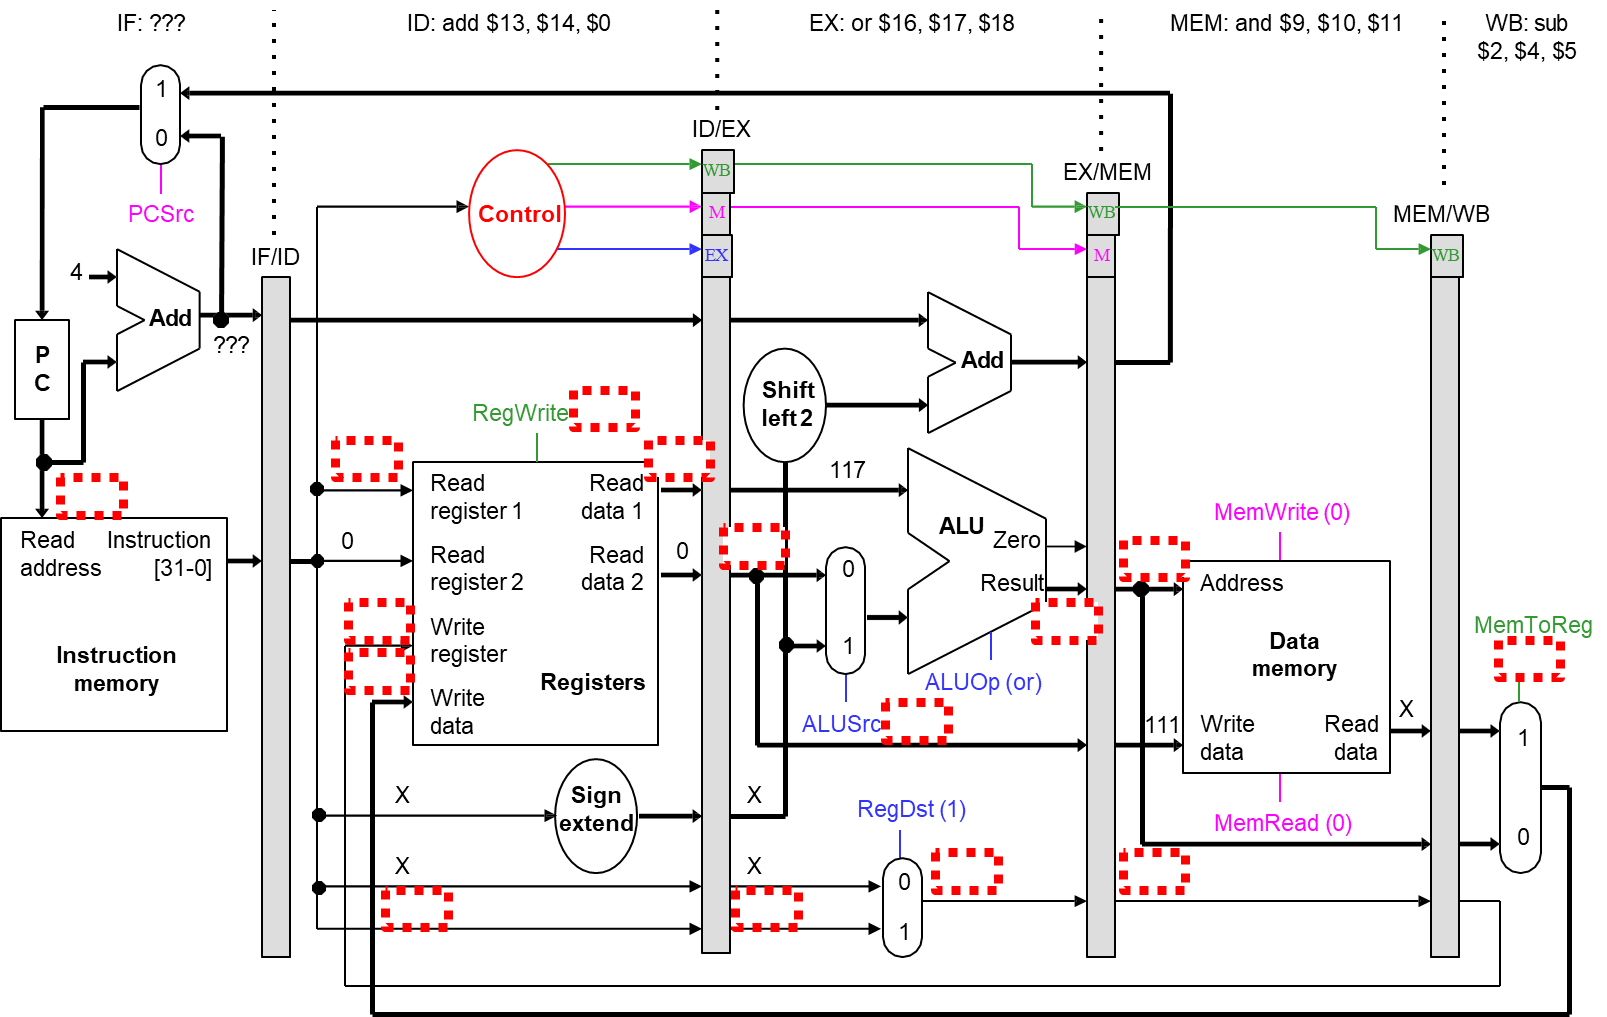 IF: ???
ID: add $13, $14, $0
EX: or $16, $17, $18
MEM: and $9, $10, $11
WB: sub
$2, $4, $5
1
0
PCSrc
4
Add
???
P
C
IF/ID
Control
ID/EX
WB
M
EX
EX/MEM
WB
M
MEM/WB
WB
Shift
left 2
Add
RegWrite
Read
register 1
Read
data 1
0
Read
register 2
Read
data 2
0
Write
register
Write
data
Registers
117
ALU
Zero
Result
0
1
ALUSrc
ALUOp (or)
Read
address
Instruction
[31-0]
Instruction
memory
MemWrite (0)
Address
Data
memory
111
Write
data
Read
data
X
MemRead (0)
MemToReg
1
0
X
Sign
extend
X
X
X
RegDst (1)
0
1